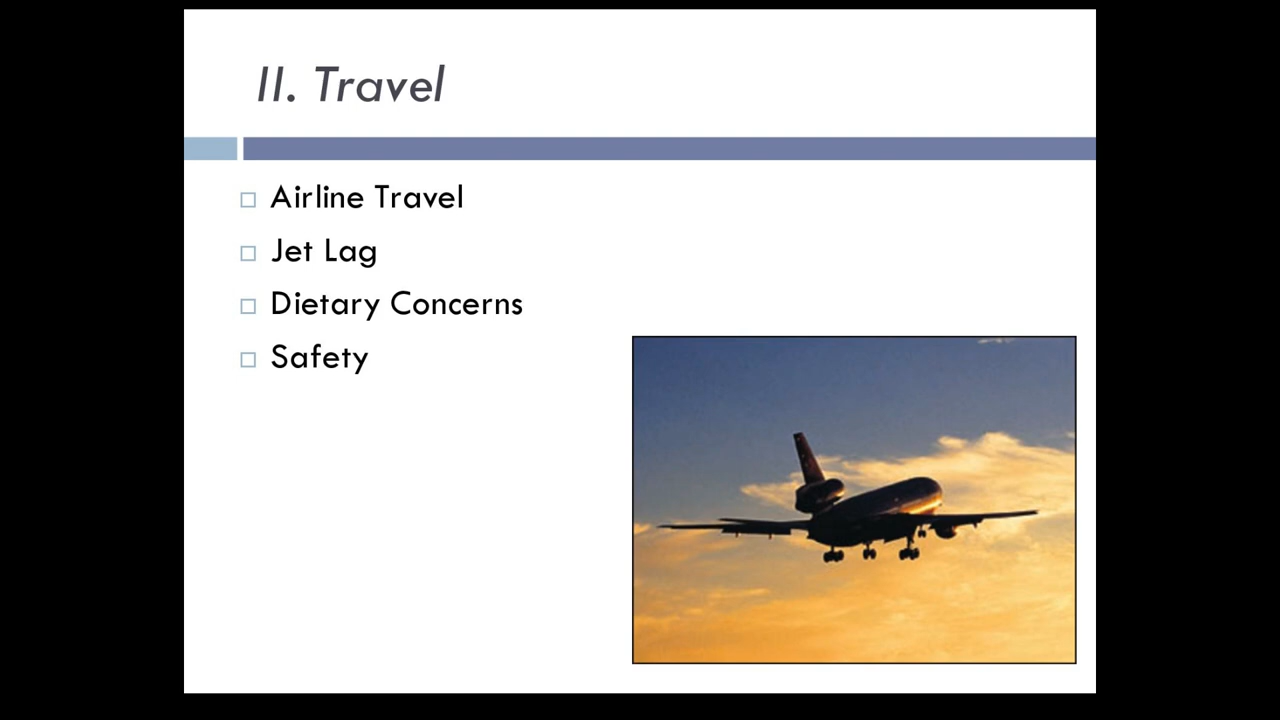 II. Travel
Airline Travel
Jet Lag
Dietary Concerns
Safety